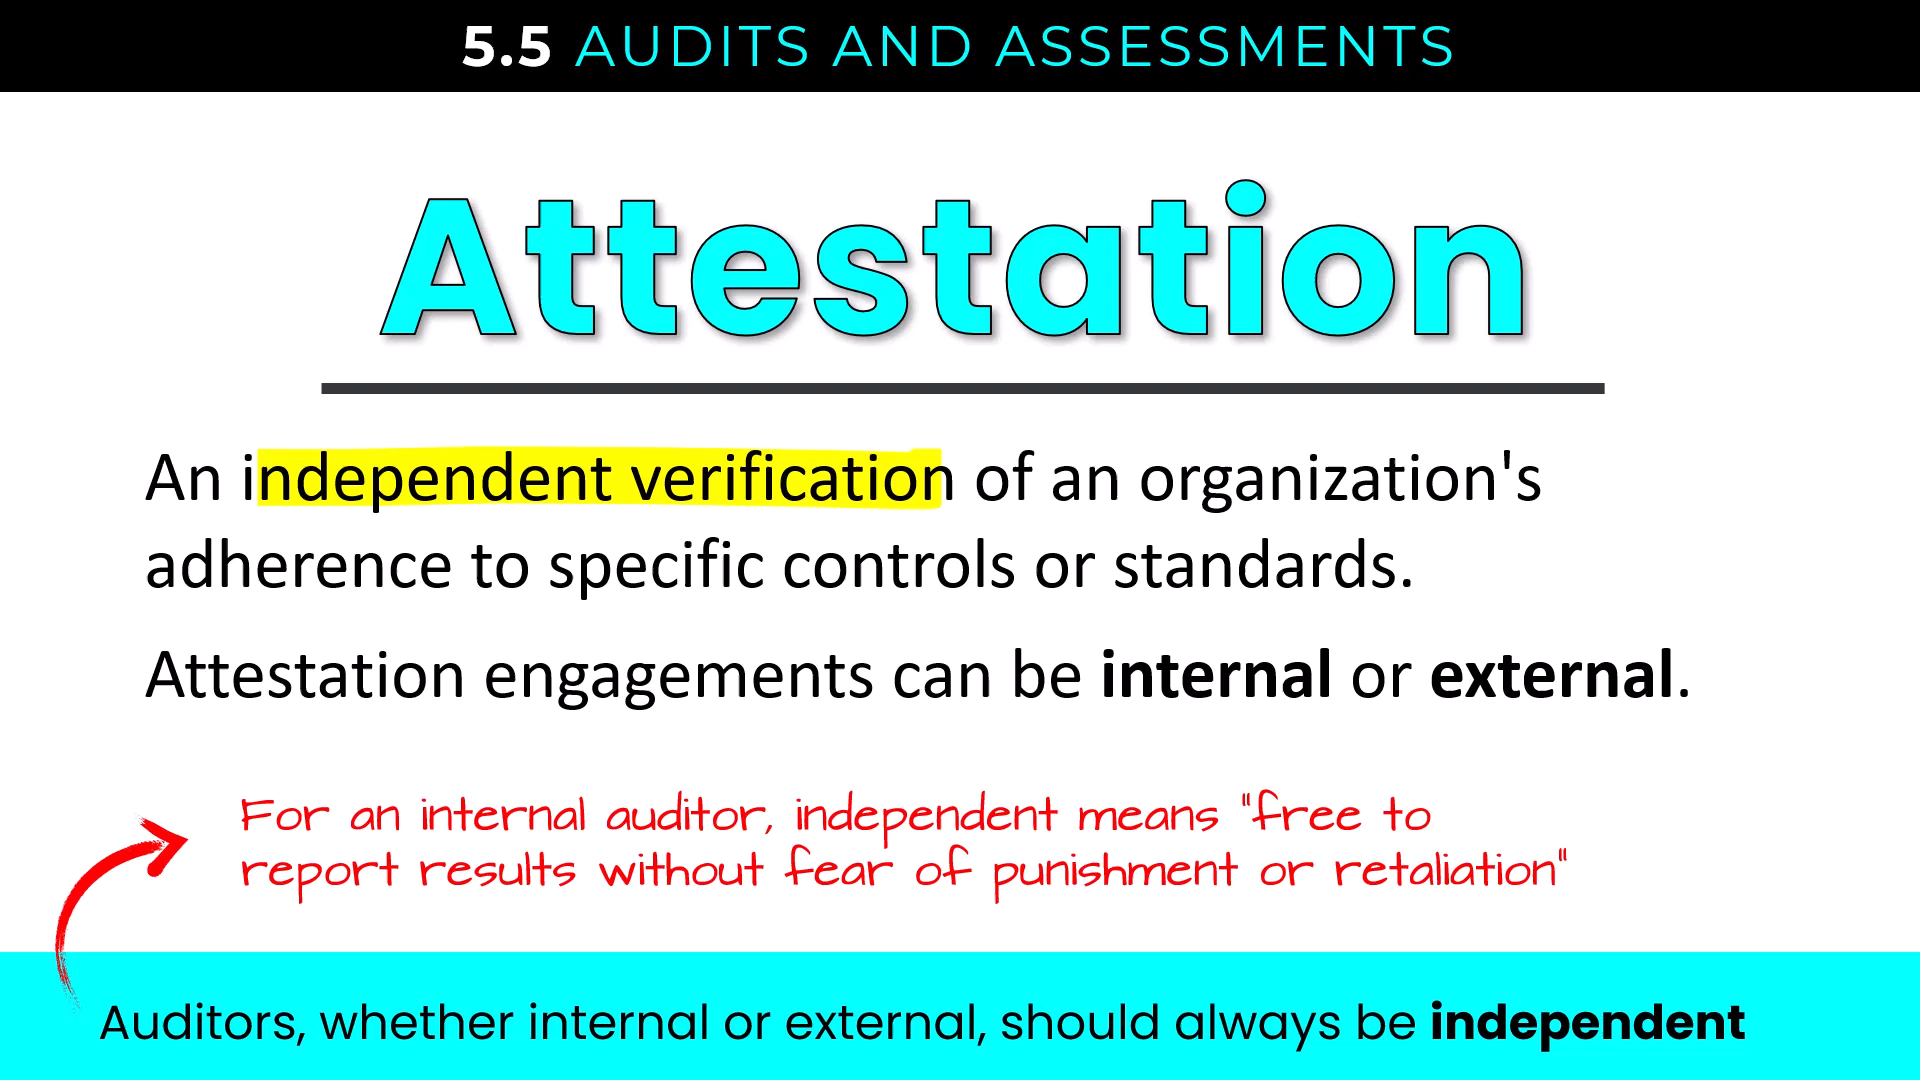 5.5 AUDITS AND ASSESSMENTS
Attestation
An independent verification of an organization's
adherence to specific controls or standards.
Attestation engagements can be internal or external.
For an internal auditor, independent means "free to
report results without fear of punishment or retaliation"
Auditors, whether internal or external, should always be independent